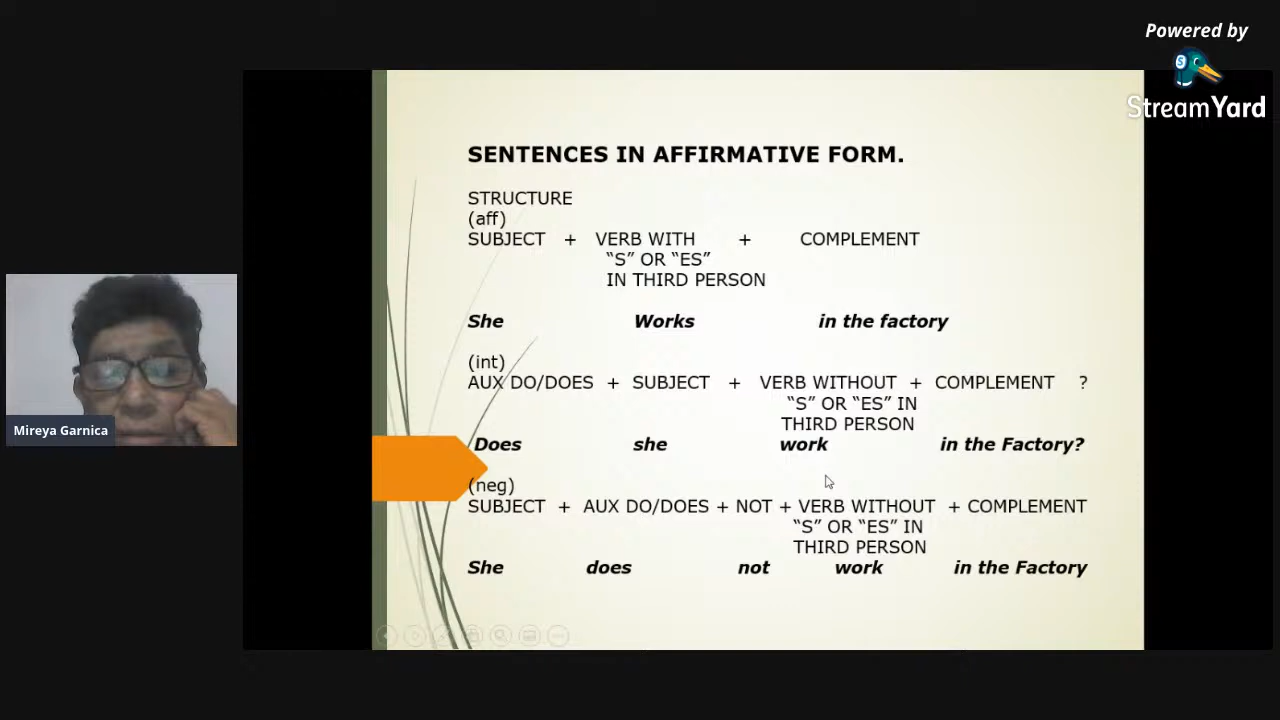 Powered by
StreamYard
SENTENCES IN AFFIRMATIVE FORM.
STRUCTURE
(aff)
SUBJECT + VERB WITH + COMPLEMENT
“S” OR “ES”
IN THIRD PERSON
She Works in the factory
(int)
AUX DO/DOES + SUBJECT + VERB WITHOUT + COMPLEMENT ?
“S” OR “ES” IN
THIRD PERSON
Does she work in the Factory?
(neg)
SUBJECT + AUX DO/DOES + NOT + VERB WITHOUT + COMPLEMENT
“S” OR “ES” IN
THIRD PERSON
She does not work in the Factory
Mireya Garnica